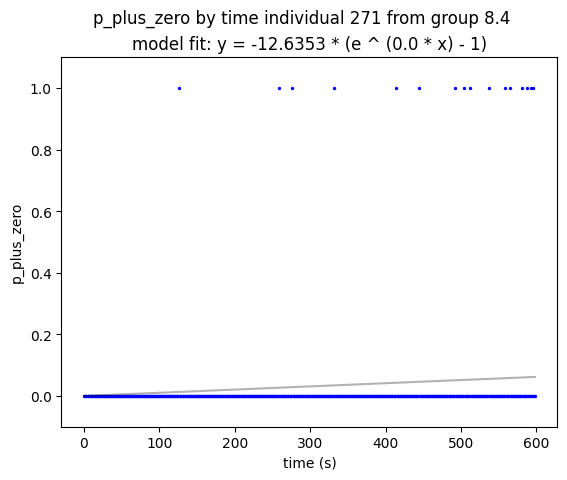 p_plus_zero by time individual 271 from group 8.4
model fit: y = -12.6353 * (e ^ (0.0 * x) - 1)
1.0
0.8
0.6
0.4
0.2
0.0
p_plus_zero
0 100 200 300 400 500 600
time (s)